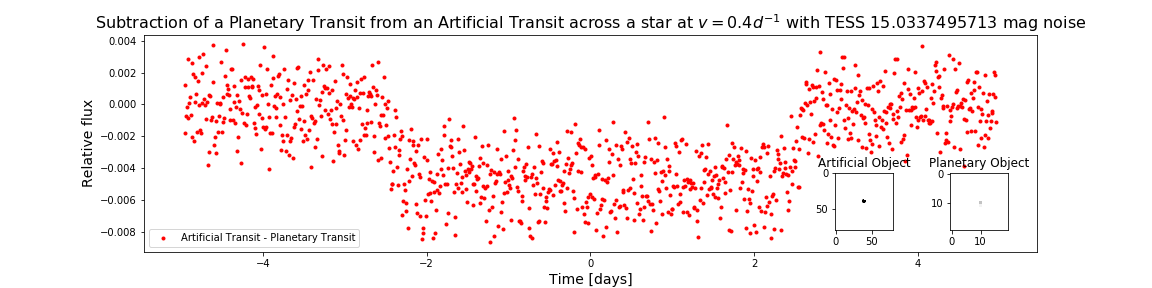 Subtraction of a Planetary Transit from an Artificial Transit across a star at v = 0.4d⁻¹ with TESS 15.0337495713 mag noise
Relative flux
0.004
0.002
0.000
−0.002
−0.004
−0.006
−0.008
Artificial Transit - Planetary Transit
Artificial Object
0
50
0 50
Planetary Object
0
10
0 10
−4 −2 0 2 4
Time [days]